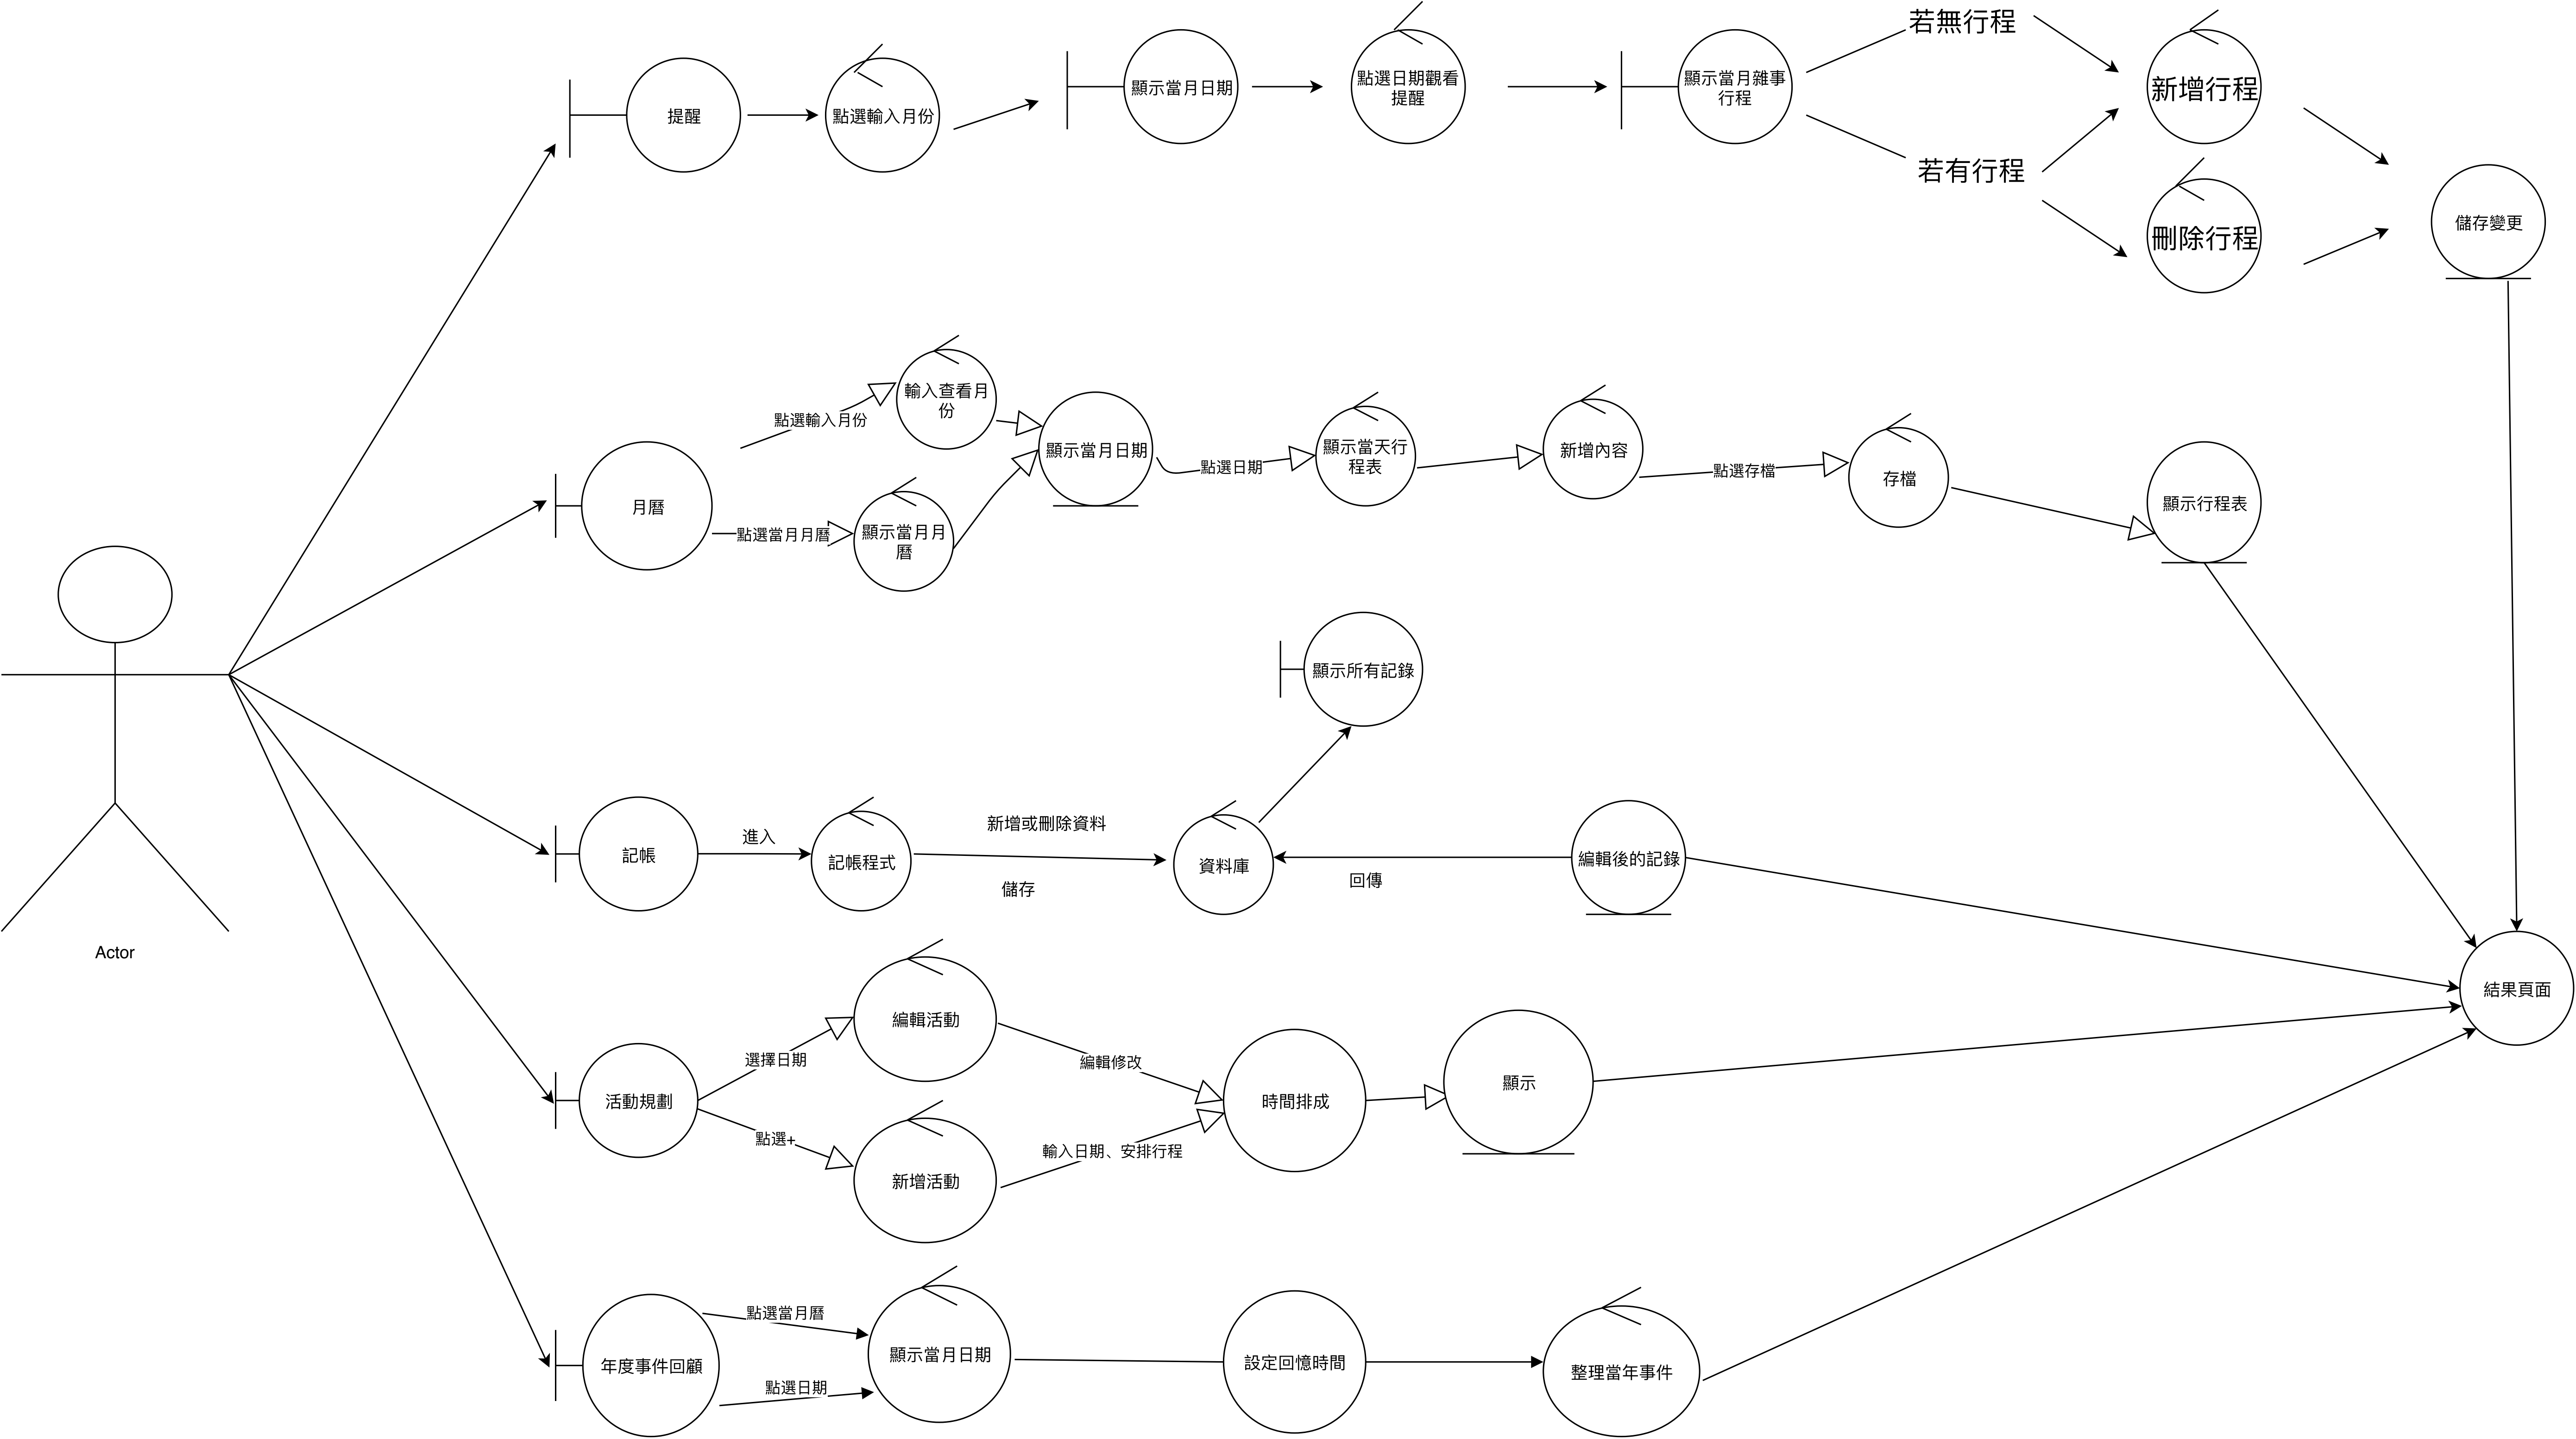 若無行程
提醒
點選輸入月份
顯示當月日期
點選日期觀看
提醒
顯示當月雜事
行程
新增行程
若有行程
刪除行程
儲存變更
月曆
點選輸入月份
輸入查看月
份
點選當月月曆
顯示當月月
曆
顯示當月日期
點選日期
顯示當天行
程表
新增內容
點選存檔
存檔
顯示行程表
Actor
記帳
進入
記帳程式
新增或刪除資料
儲存
資料庫
顯示所有記錄
回傳
編輯後的記錄
結果頁面
活動規劃
選擇日期
編輯活動
點選+
新增活動
編輯修改
輸入日期、安排行程
時間排成
顯示
年度事件回顧
點選當月曆
點選日期
顯示當月日期
設定回憶時間
整理當年事件